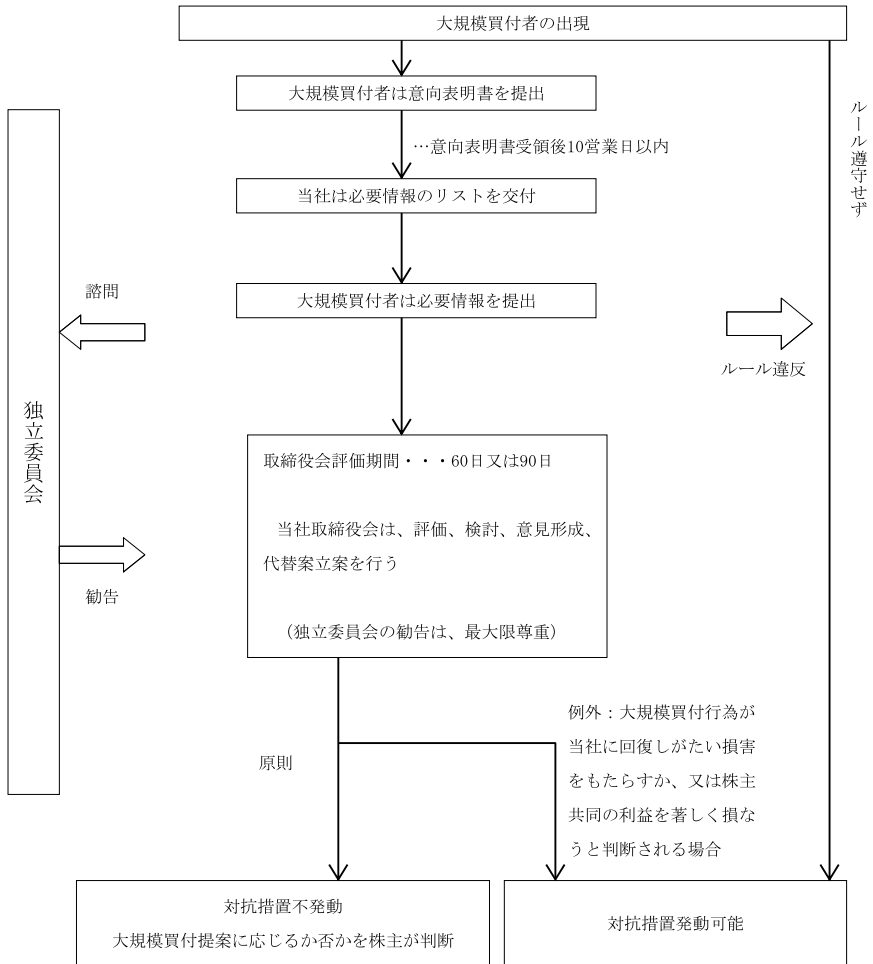 大規模買付者の出現
大規模買付者は意向表明書を提出
…意向表明書受領後10営業日以内
ルール遵守せず
当社は必要情報のリストを交付
大規模買付者は必要情報を提出
諮問
ルール違反
独立委員会
取締役会評価期間・・・60日又は90日
当社取締役会は、評価、検討、意見形成、
代替案立案を行う
(独立委員会の勧告は、最大限尊重)
勧告
原則
例外：大規模買付行為が
当社に回復しがたい損害
をもたらすか、又は株主
共同の利益を著しく損な
うと判断される場合
対抗措置不発動
大規模買付提案に応じるか否かを株主が判断
対抗措置発動可能